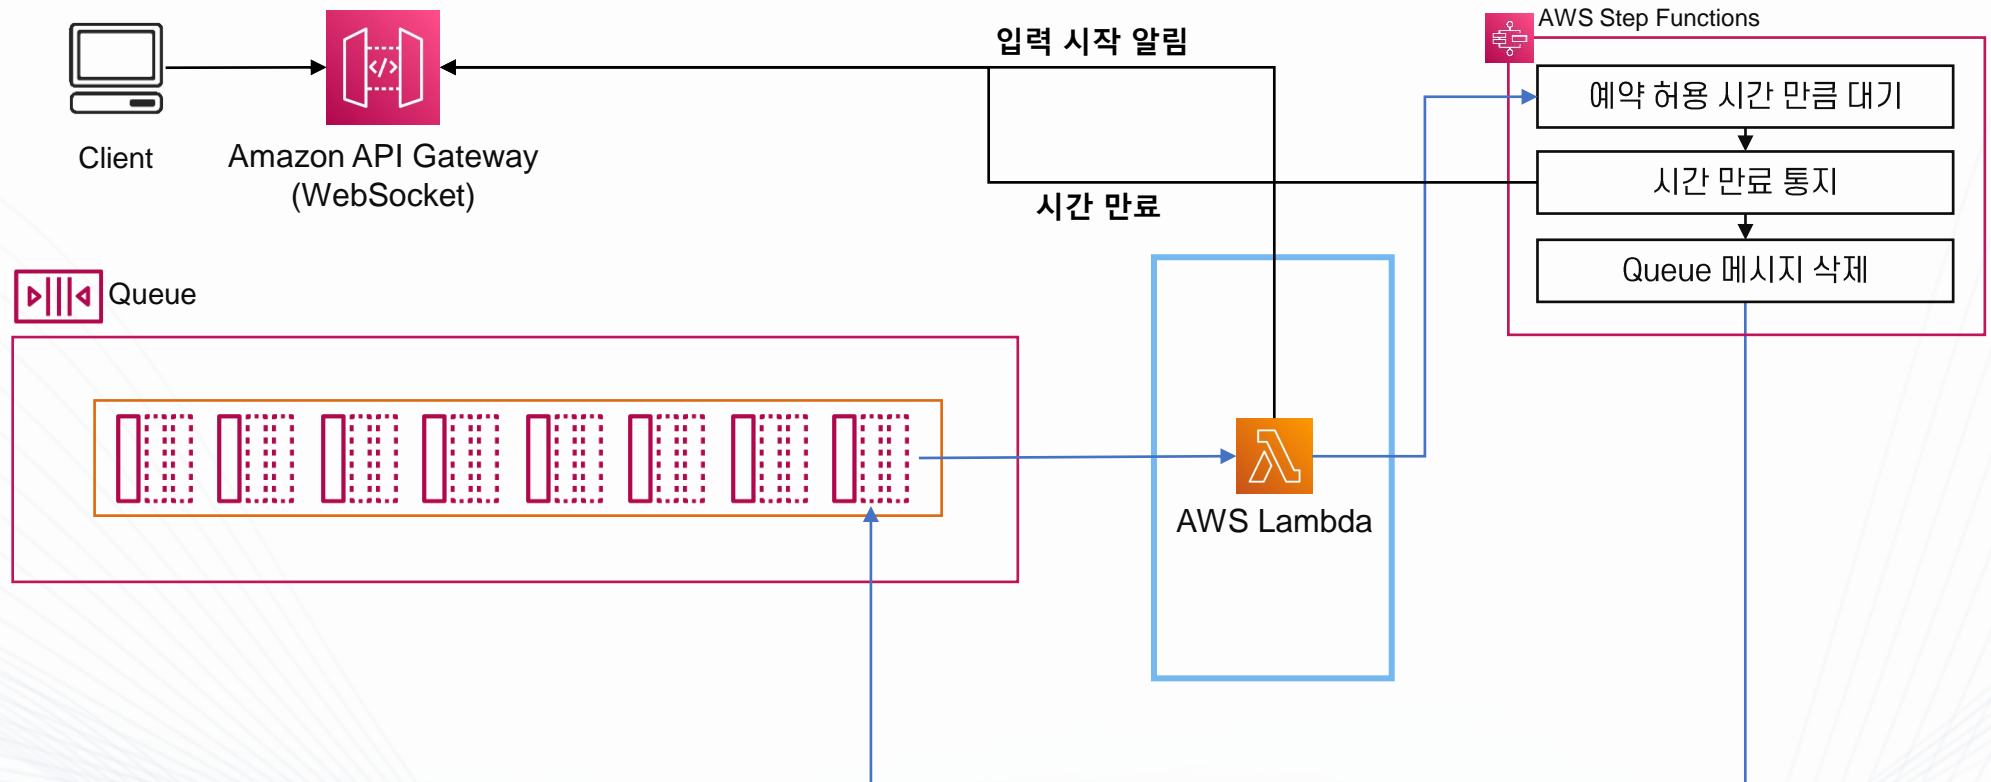 입력 시작 알림
AWS Step Functions
예약 허용 시간 만큼 대기
Client
Amazon API Gateway
(WebSocket)
시간 만료 통지
시간 만료
Queue 메시지 삭제
Queue
AWS Lambda